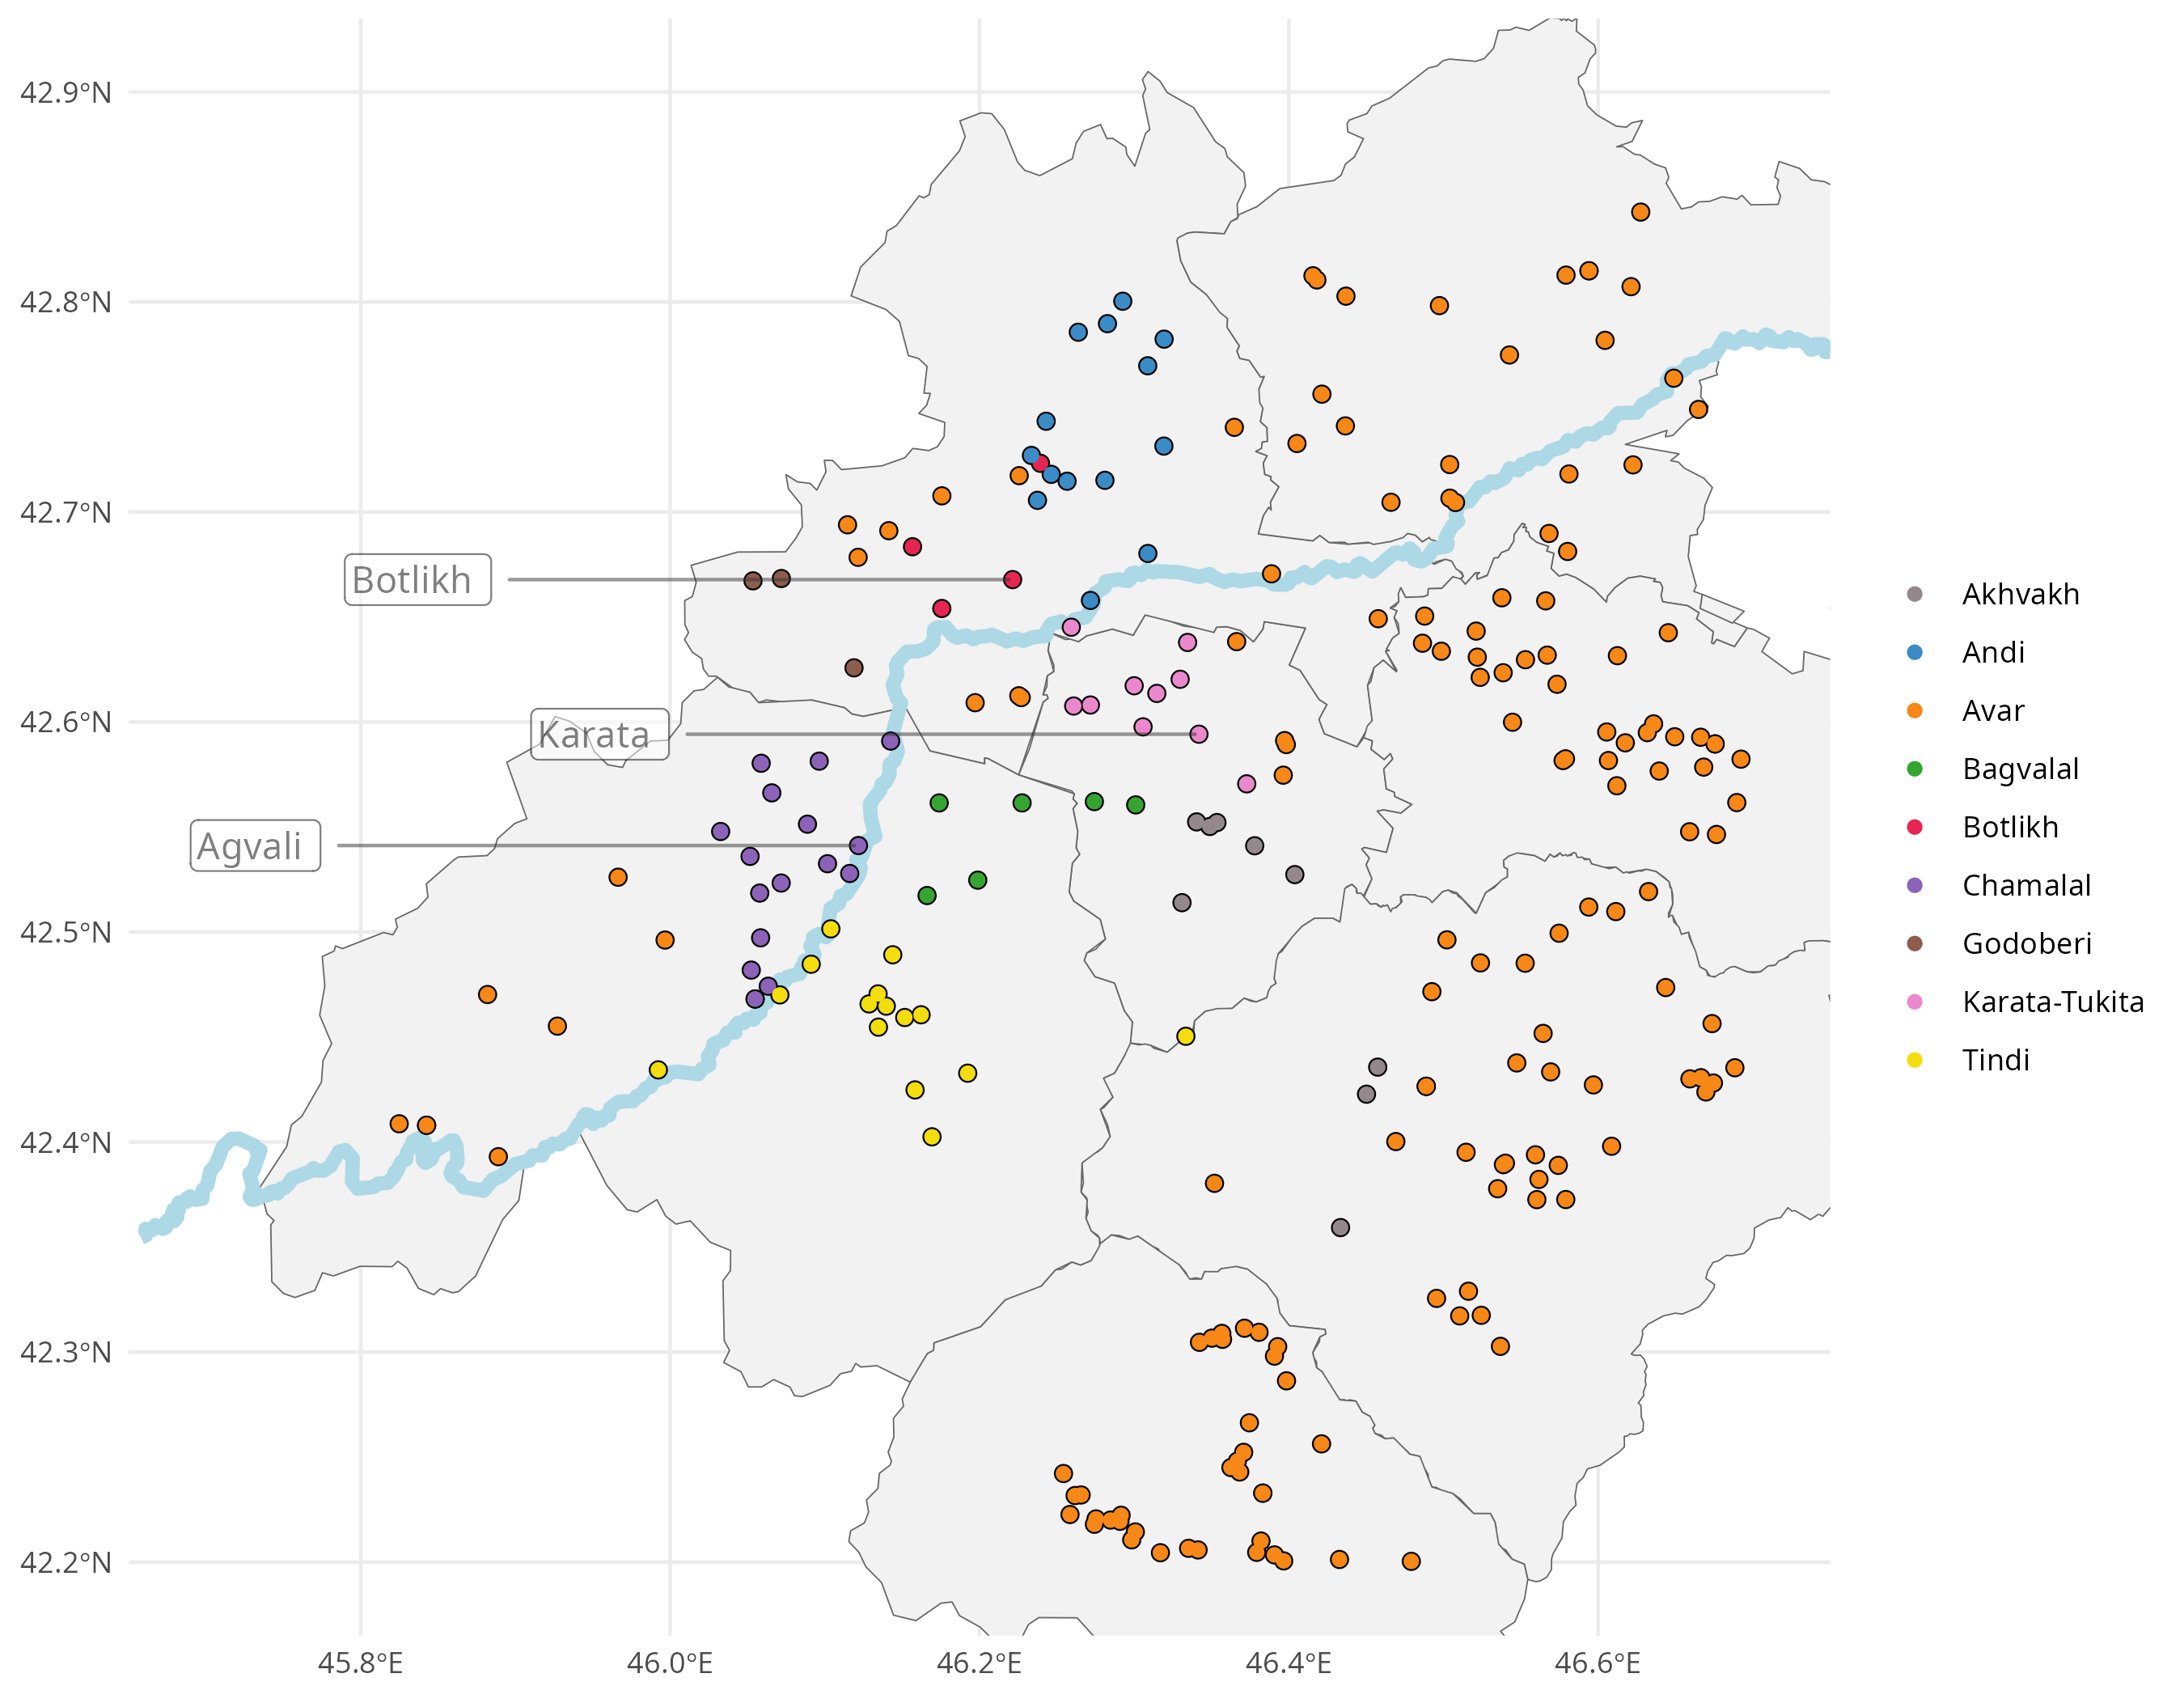 42.9°N
42.8°N
42.7°N
Botlikh
Karata
42.6°N
Agvali
42.5°N
42.4°N
42.3°N
42.2°N
45.8°E
46.0°E
46.2°E
46.4°E
46.6°E
Akhvakh
Andi
Avar
Bagvalal
Botlikh
Chamalal
Godoberi
Karata-Tukita
Tindi